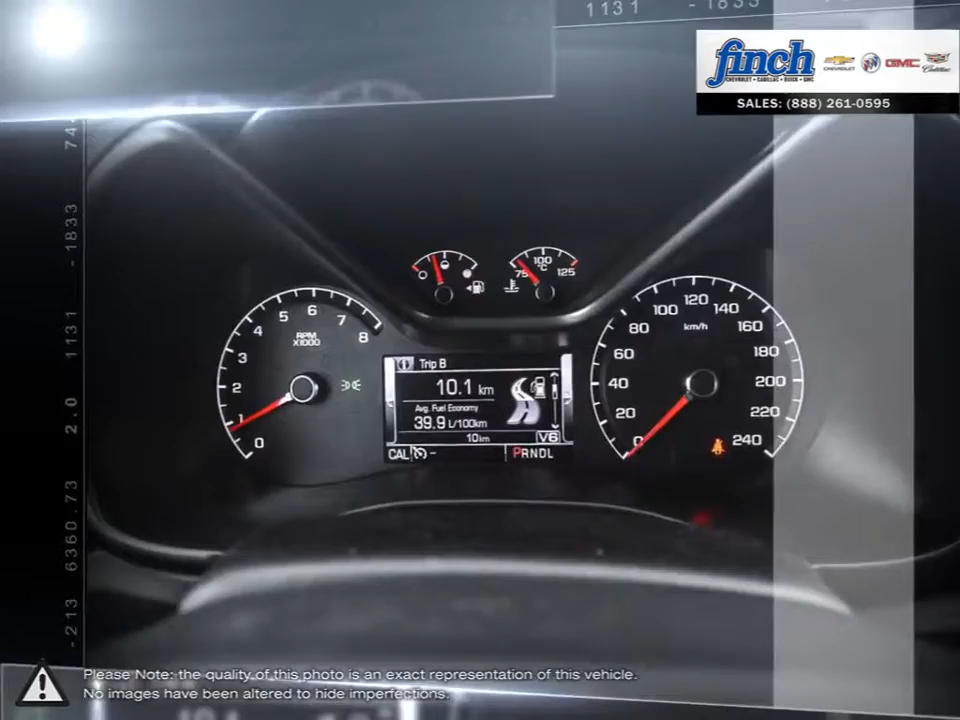 1131 -1833
finch
CHEVROLET • CADILLAC • BUICK • GMC
CHEVROLET
GMC
Cadillac
SALES: (888) 261-0595
74
-1833
1131
2.0
6360.73
-213
75 100 125
°C
0 1 2 3 4 5 6 7 8
RPM
X1000
Trip B
10.1 km
Avg. Fuel Economy
39.9 L/100km
10km
V6
CAL -
PRNDL
0 20 40 60 80 100 120 140 160 180 200 220 240
km/h
Please Note: the quality of this photo is an exact representation of this vehicle.
No images have been altered to hide imperfections.